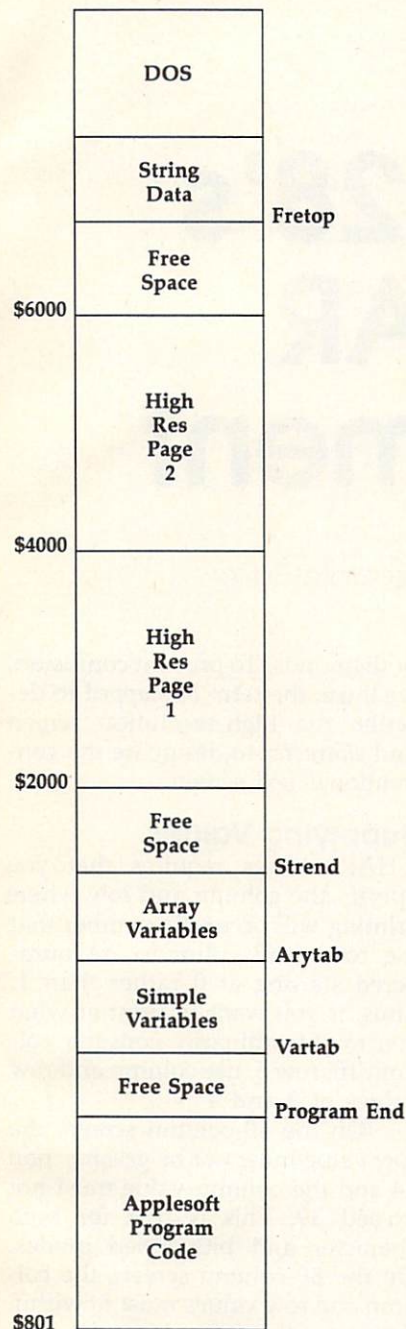 DOS
String
Data
Fretop
Free
Space
$6000
High
Res
Page
2
$4000
High
Res
Page
1
$2000
Free
Space
Strend
Array
Variables
Arytab
Simple
Variables
Vartab
Free Space
Program End
Applesoft
Program
Code
$801